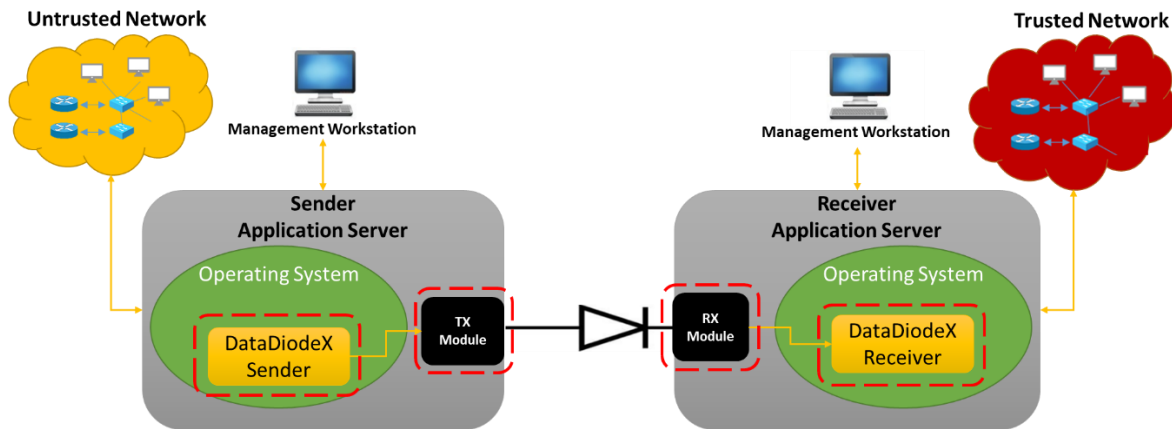 Untrusted Network
Trusted Network
Management Workstation
Management Workstation
Sender
Application Server
Operating System
DataDiodeX
Sender
TX
Module
RX
Module
Receiver
Application Server
Operating System
DataDiodeX
Receiver